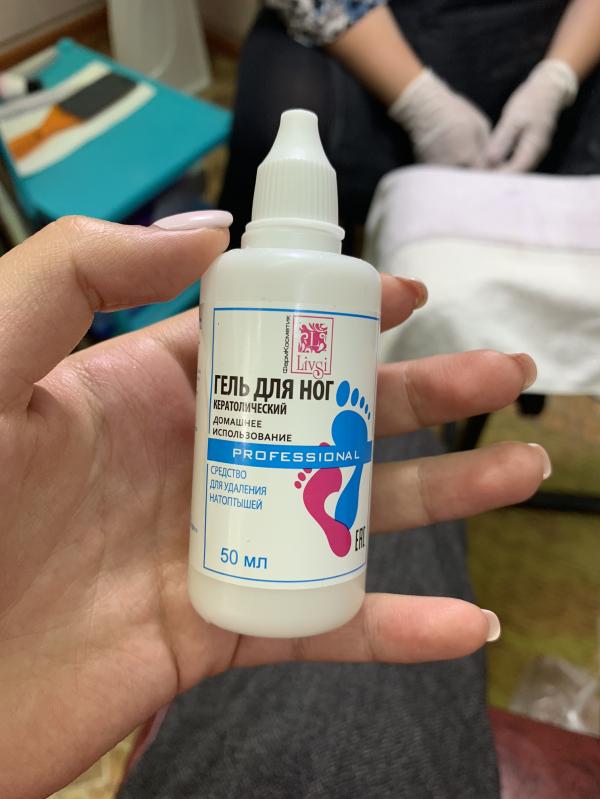 ФармКосметик
LivSi
ГЕЛЬ ДЛЯ НОГ
КЕРАТОЛИЧЕСКИЙ
ДОМАШНЕЕ
ИСПОЛЬЗОВАНИЕ
PROFESSIONAL
СРЕДСТВО
ДЛЯ УДАЛЕНИЯ
НАТОПТЫШЕЙ
50 МЛ
EAC